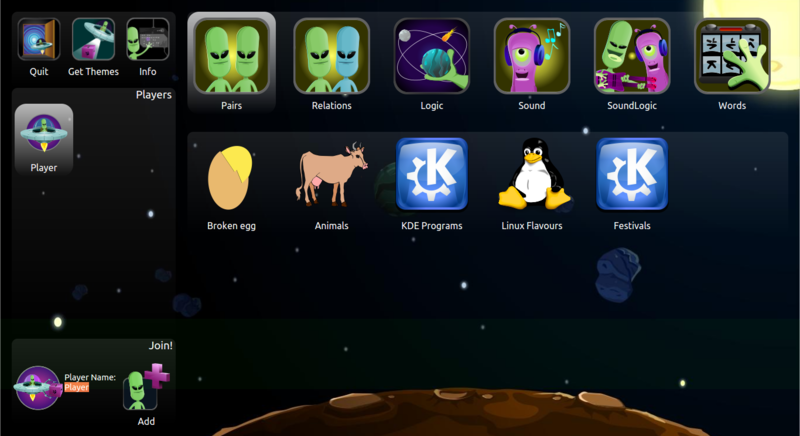 Quit
Get Themes
Info
Pairs
Relations
Logic
Sound
SoundLogic
Words
Players
Player
Broken egg
Animals
KDE Programs
Linux Flavours
Festivals
Join!
Player Name:
Player
Add